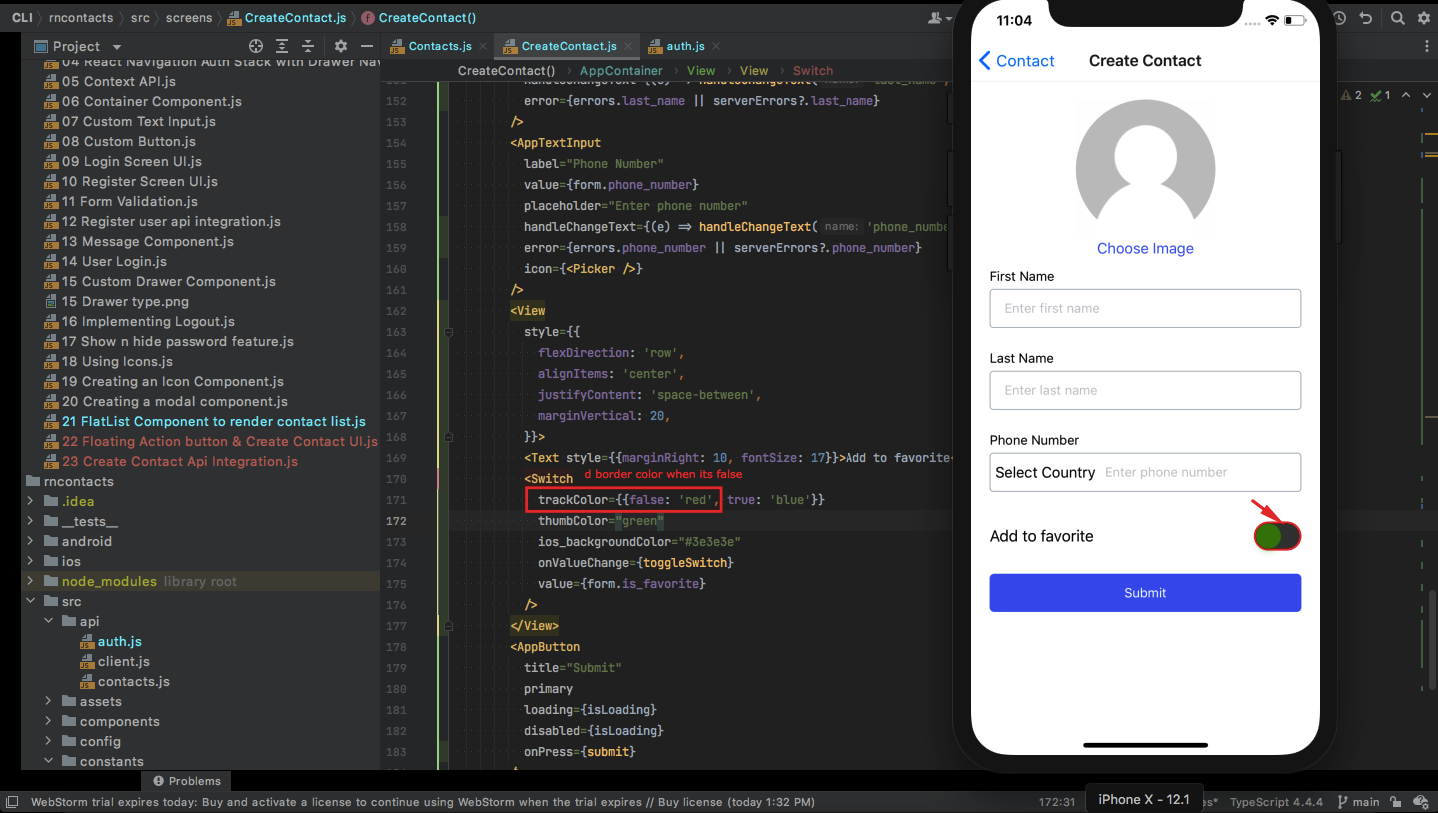 CLI rncontacts src screens CreateContact.js CreateContact()
Project
Contacts.js CreateContact.js auth.js
CreateContact() AppContainer View View Switch
2 1
04 React Navigation Auth Stack with Drawer Nav
05 Context API.js
06 Container Component.js
07 Custom Text Input.js
08 Custom Button.js
09 Login Screen UI.js
10 Register Screen UI.js
11 Form Validation.js
12 Register user api integration.js
13 Message Component.js
14 User Login.js
15 Custom Drawer Component.js
15 Drawer type.png
16 Implementing Logout.js
17 Show n hide password feature.js
18 Using Icons.js
19 Creating an Icon Component.js
20 Creating a modal component.js
21 FlatList Component to render contact list.js
22 Floating Action button & Create Contact UI.js
23 Create Contact Api Integration.js
rncontacts
.idea
__tests__
android
ios
node_modules library root
src
api
auth.js
client.js
contacts.js
assets
components
config
constants
152 error={errors.last_name || serverErrors?.last_name}
153 />
154 <AppTextInput
155 label="Phone Number"
156 value={form.phone_number}
157 placeholder="Enter phone number"
158 handleChangeText={(e) => handleChangeText( name: 'phone_numbe
159 error={errors.phone_number || serverErrors?.phone_number}
160 icon={<Picker />}
161 />
162 <View
163 style={{
164 flexDirection: 'row',
165 alignItems: 'center',
166 justifyContent: 'space-between',
167 marginVertical: 20,
168 }}>
169 <Text style={{marginRight: 10, fontSize: 17}}>Add to favorite<
170 <Switch d border color when its false
171 trackColor={{false: 'red', true: 'blue'}}
172 thumbColor="green"
173 ios_backgroundColor="#3e3e3e"
174 onValueChange={toggleSwitch}
175 value={form.is_favorite}
176 />
177 </View>
178 <AppButton
179 title="Submit"
180 primary
181 loading={isLoading}
182 disabled={isLoading}
183 onPress={submit}
11:04
Contact Create Contact
Choose Image
First Name
Enter first name
Last Name
Enter last name
Phone Number
Select Country Enter phone number
Add to favorite
Submit
Problems
WebStorm trial expires today: Buy and activate a license to continue using WebStorm when the trial expires // Buy license (today 1:32 PM)
172:31 iPhone X - 12.1 es* TypeScript 4.4.4 main